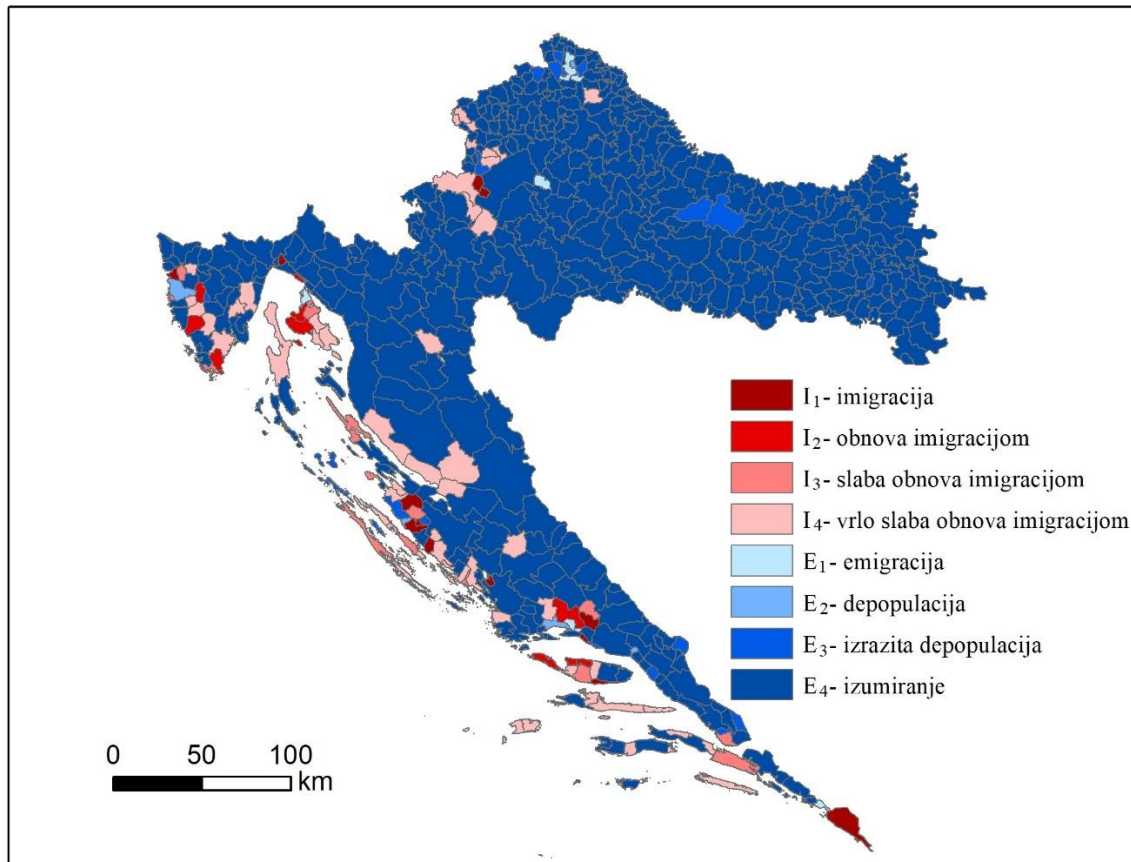 I₁- imigracija
I₂- obnova imigracijom
I₃- slaba obnova imigracijom
I₄- vrlo slaba obnova imigracijom
E₁- emigracija
E₂- depopulacija
E₃- izrazita depopulacija
E₄- izumiranje
0 50 100
km